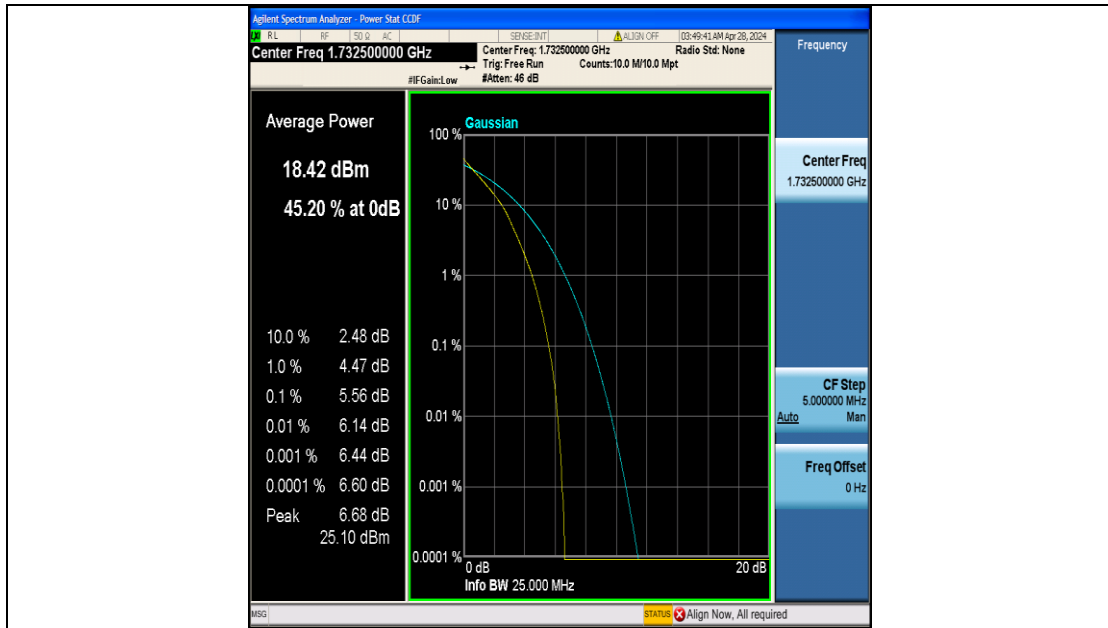 Agilent Spectrum Analyzer - Power Stat CCDF
RL RF 50 Ω AC SENSE:INT ALIGN OFF 03:49:41 AM Apr 28, 2024
Center Freq 1.732500000 GHz
Center Freq: 1.732500000 GHz Radio Std: None
Trig: Free Run Counts:10.0 M/10.0 Mpt
#IFGain:Low #Atten: 46 dB
Frequency
Average Power
18.42 dBm
45.20 % at 0dB
10.0 % 2.48 dB
1.0 % 4.47 dB
0.1 % 5.56 dB
0.01 % 6.14 dB
0.001 % 6.44 dB
0.0001 % 6.60 dB
Peak 6.68 dB
25.10 dBm
Gaussian
100 %
10 %
1 %
0.1 %
0.01 %
0.001 %
0.0001 %
0 dB 20 dB
Info BW 25.000 MHz
Center Freq
1.732500000 GHz
CF Step
5.000000 MHz
Auto Man
Freq Offset
0 Hz
MSG STATUS Align Now, All required